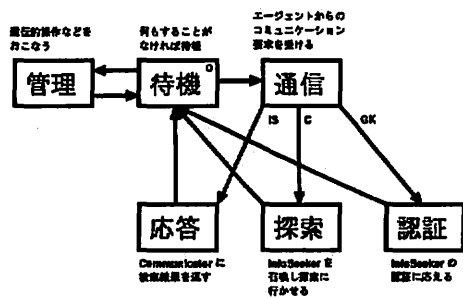 遺伝的操作などを
おこなう
何もすることが
なければ待機
エージェントからの
コミュニケーション
要求を受ける
管理
待機
0
通信
IS
C
GK
応答
探索
認証
Communicatorに
検索結果を返す
InfoSeekerを
召喚し探索に
行かせる
InfoSeekerの
認証に応える